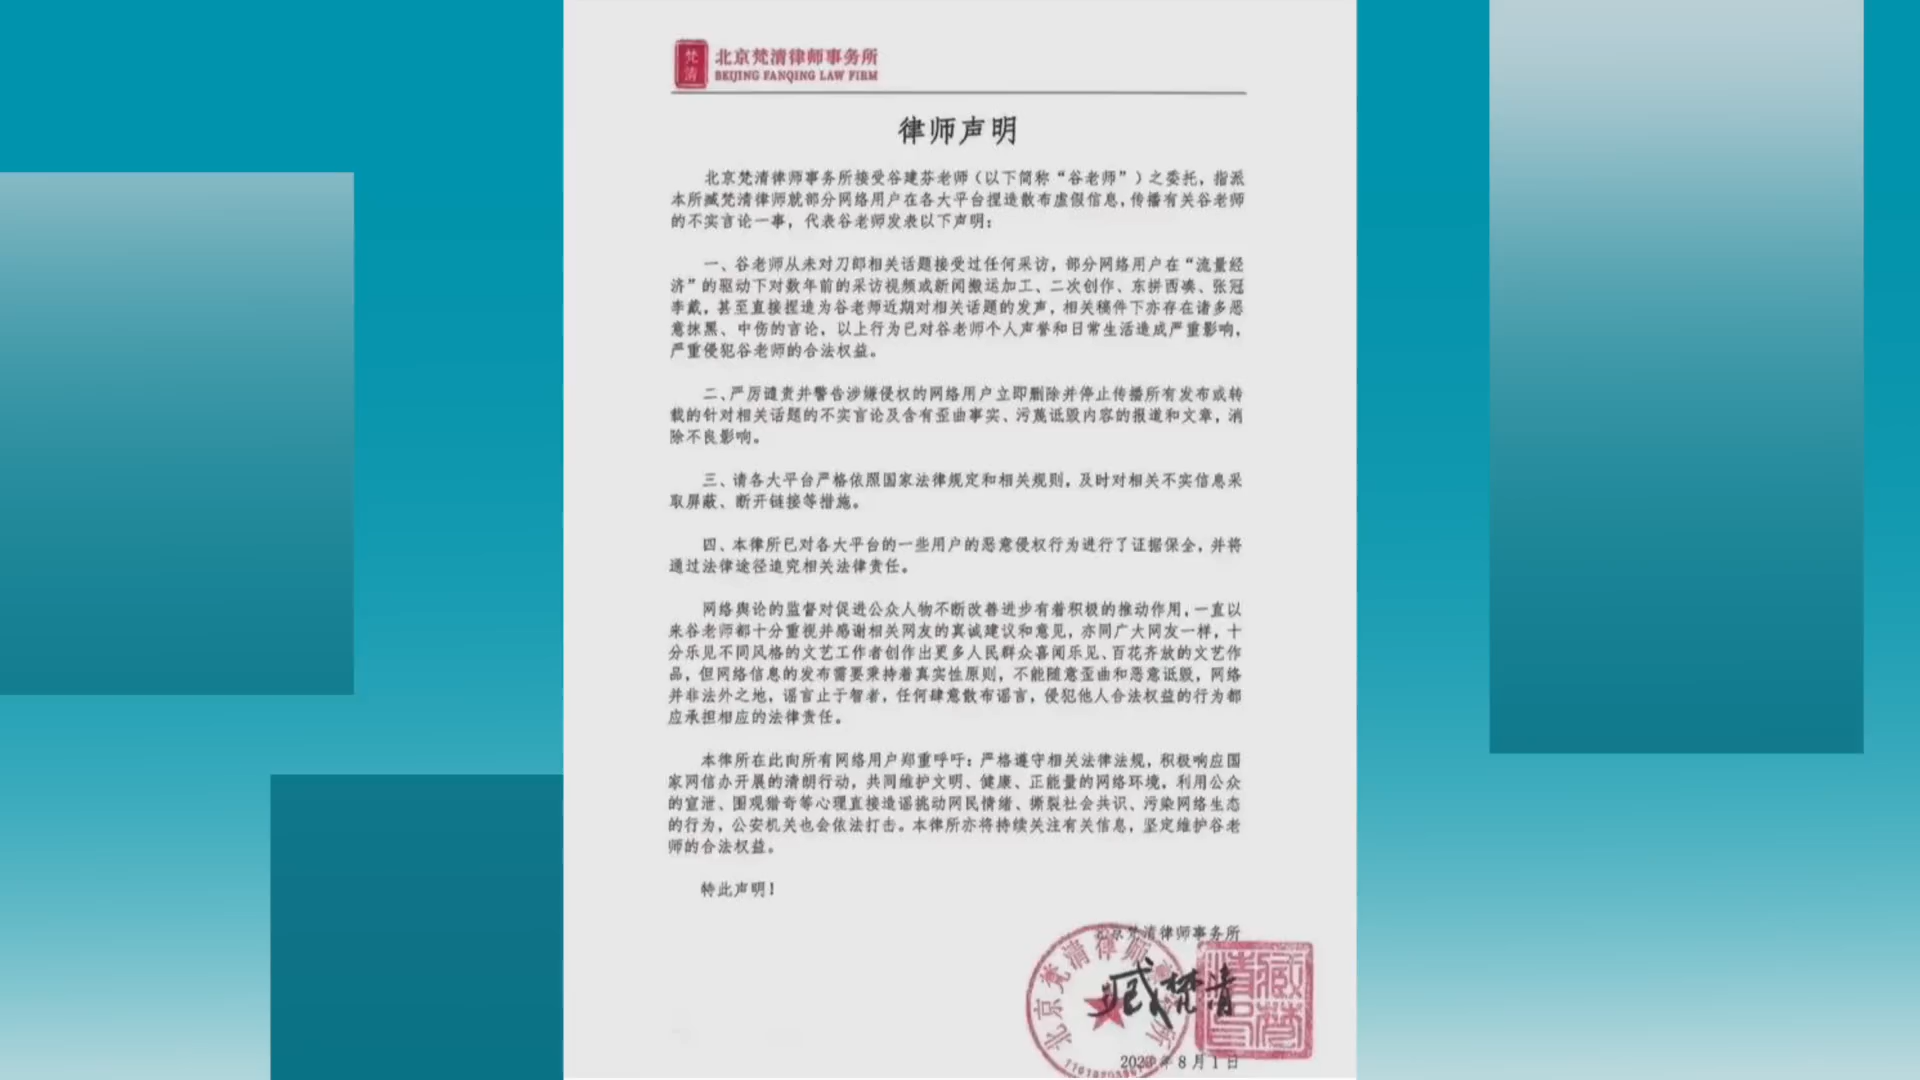 梵清
北京梵清律师事务所
BEIJING FANQING LAW FIRM
律师声明
北京梵清律师事务所接受谷建芬老师（以下简称“谷老师”）之委托，指派
本所臧梵清律师就部分网络用户在各大平台捏造散布虚假信息，传播有关谷老师
的不实言论一事，代表谷老师发表以下声明：
一、谷老师从未对刀郎相关话题接受过任何采访，部分网络用户在“流量经
济”的驱动下对数年前的采访视频或新闻搬运加工、二次创作、东拼西凑、张冠
李戴，甚至直接捏造为谷老师近期对相关话题的发声，相关稿件下亦存在诸多恶
意抹黑、中伤的言论，以上行为已对谷老师个人声誉和日常生活造成严重影响，
严重侵犯谷老师的合法权益。
二、严厉谴责并警告涉嫌侵权的网络用户立即删除并停止传播所有发布或转
载的针对相关话题的不实言论及含有歪曲事实、污蔑诋毁内容的报道和文章，消
除不良影响。
三、请各大平台严格依照国家法律规定和相关规则，及时对相关不实信息采
取屏蔽、断开链接等措施。
四、本律所已对各大平台的一些用户的恶意侵权行为进行了证据保全，并将
通过法律途径追究相关法律责任。
网络舆论的监督对促进公众人物不断改善进步有着积极的推动作用，一直以
来谷老师都十分重视并感谢相关网友的真诚建议和意见，亦同广大网友一样，十
分乐见不同风格的文艺工作者创作出更多人民群众喜闻乐见、百花齐放的文艺作
品，但网络信息的发布需要秉持着真实性原则，不能随意歪曲和恶意诋毁，网络
并非法外之地，谣言止于智者，任何肆意散布谣言，侵犯他人合法权益的行为都
应承担相应的法律责任。
本律所在此向所有网络用户郑重呼吁：严格遵守相关法律法规，积极响应国
家网信办开展的清朗行动，共同维护文明、健康、正能量的网络环境，利用公众
的宣泄、围观猎奇等心理直接造谣挑动网民情绪、撕裂社会共识、污染网络生态
的行为，公安机关也会依法打击。本律所亦将持续关注有关信息，坚定维护谷老
师的合法权益。
特此声明！
北京梵清律师事务所
北京梵清律师事务所
臧梵清
2023年8月1日